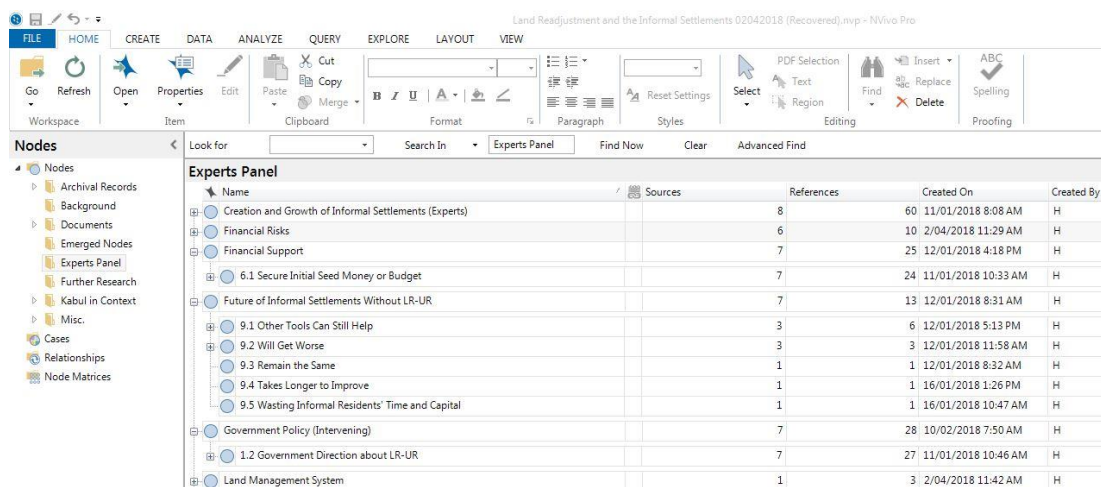 Land Readjustment and the Informal Settlements 02042018 (Recovered).nvp - NVivo Pro
FILE HOME CREATE DATA ANALYZE QUERY EXPLORE LAYOUT VIEW
Go Refresh Open Properties Edit Paste Cut Copy Merge
B I U A
Reset Settings
Select PDF Selection Text Region Find Insert Replace Delete
ABC Spelling
Workspace Item Clipboard Format Paragraph Styles Editing Proofing
Nodes Look for Search In Experts Panel Find Now Clear Advanced Find
Nodes
Archival Records
Background
Documents
Emerged Nodes
Experts Panel
Further Research
Kabul in Context
Misc.
Cases
Relationships
Node Matrices
Experts Panel
Name / Sources References Created On Created By
Creation and Growth of Informal Settlements (Experts) 8 60 11/01/2018 8:08 AM H
Financial Risks 6 10 2/04/2018 11:29 AM H
Financial Support 7 25 12/01/2018 4:18 PM H
6.1 Secure Initial Seed Money or Budget 7 24 11/01/2018 10:33 AM H
Future of Informal Settlements Without LR-UR 7 13 12/01/2018 8:31 AM H
9.1 Other Tools Can Still Help 3 6 12/01/2018 5:13 PM H
9.2 Will Get Worse 3 3 12/01/2018 11:58 AM H
9.3 Remain the Same 1 1 12/01/2018 8:32 AM H
9.4 Takes Longer to Improve 1 1 16/01/2018 1:26 PM H
9.5 Wasting Informal Residents' Time and Capital 1 1 16/01/2018 10:47 AM H
Government Policy (Intervening) 7 28 10/02/2018 7:50 AM H
1.2 Government Direction about LR-UR 7 27 11/01/2018 10:46 AM H
Land Management System 1 3 2/04/2018 11:42 AM H